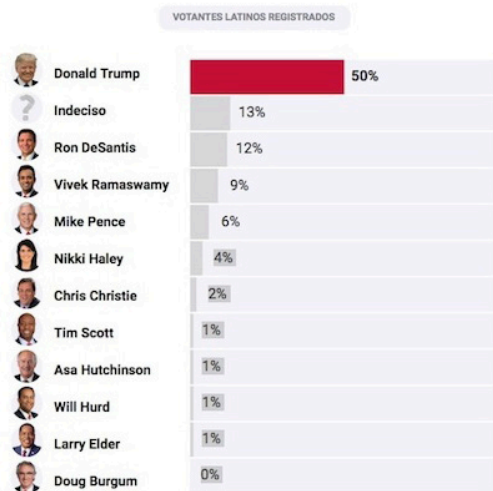 VOTANTES LATINOS REGISTRADOS
Donald Trump 50%
? Indeciso 13%
Ron DeSantis 12%
Vivek Ramaswamy 9%
Mike Pence 6%
Nikki Haley 4%
Chris Christie 2%
Tim Scott 1%
Asa Hutchinson 1%
Will Hurd 1%
Larry Elder 1%
Doug Burgum 0%